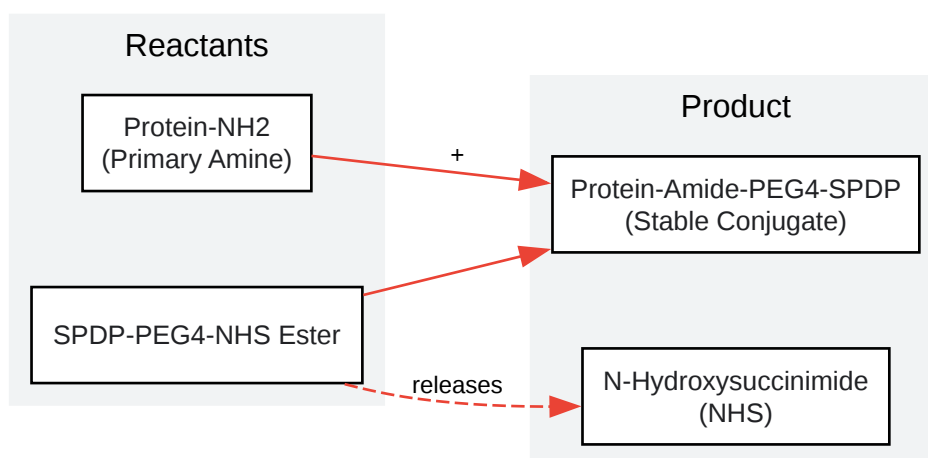 Reactants
Protein-NH2
(Primary Amine)
SPDP-PEG4-NHS Ester
+
releases
Product
Protein-Amide-PEG4-SPDP
(Stable Conjugate)
N-Hydroxysuccinimide
(NHS)